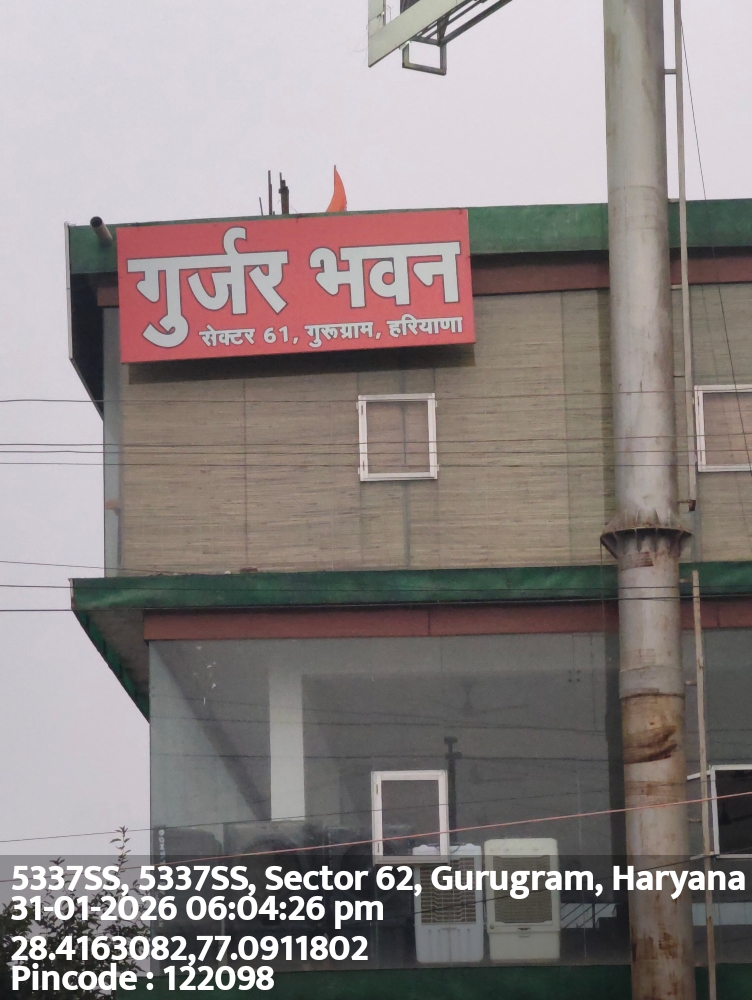 गुर्जर भवन
सेक्टर 61, गुरूग्राम, हरियाणा
5337SS, 5337SS, Sector 62, Gurugram, Haryana
31-01-2026 06:04:26 pm
28.4163082,77.0911802
Pincode : 122098